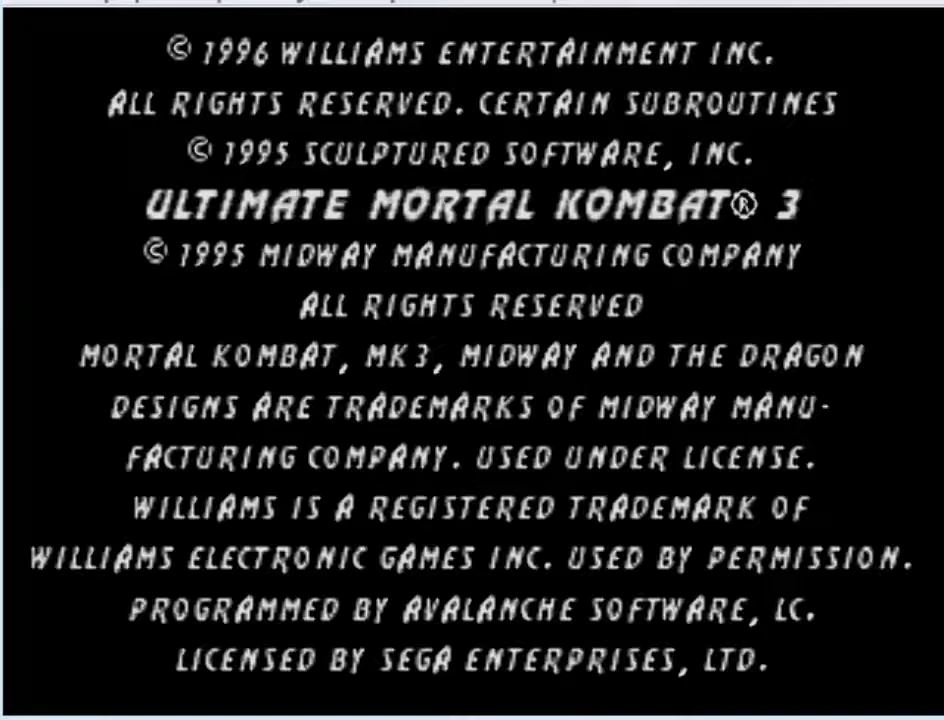 © 1996 WILLIAMS ENTERTAINMENT INC.
ALL RIGHTS RESERVED. CERTAIN SUBROUTINES
© 1995 SCULPTURED SOFTWARE, INC.
ULTIMATE MORTAL KOMBAT® 3
© 1995 MIDWAY MANUFACTURING COMPANY
ALL RIGHTS RESERVED
MORTAL KOMBAT, MK3, MIDWAY AND THE DRAGON
DESIGNS ARE TRADEMARKS OF MIDWAY MANU-
FACTURING COMPANY. USED UNDER LICENSE.
WILLIAMS IS A REGISTERED TRADEMARK OF
WILLIAMS ELECTRONIC GAMES INC. USED BY PERMISSION.
PROGRAMMED BY AVALANCHE SOFTWARE, LC.
LICENSED BY SEGA ENTERPRISES, LTD.